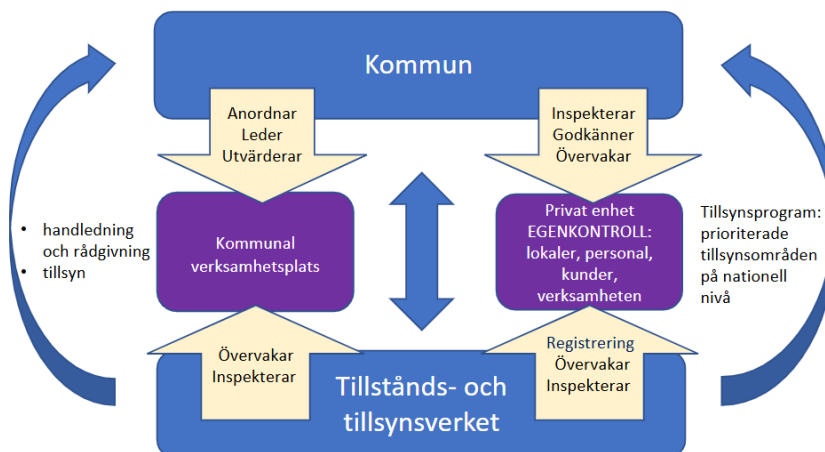 Kommun
Anordnar
Leder
Utvärderar
Inspekterar
Godkänner
Övervakar
• handledning
och rådgivning
• tillsyn
Kommunal
verksamhetsplats
Privat enhet
EGENKONTROLL:
lokaler, personal,
kunder,
verksamheten
Tillsynsprogram:
prioriterade
tillsynsområden
på nationell
nivå
Övervakar
Inspekterar
Registrering
Övervakar
Inspekterar
Tillstånds- och
tillsynsverket